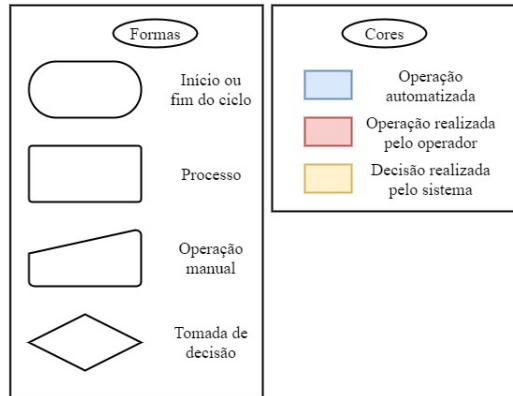 Formas
Início ou
fim do ciclo
Processo
Operação
manual
Tomada de
decisão
Cores
Operação
automatizada
Operação realizada
pelo operador
Decisão realizada
pelo sistema